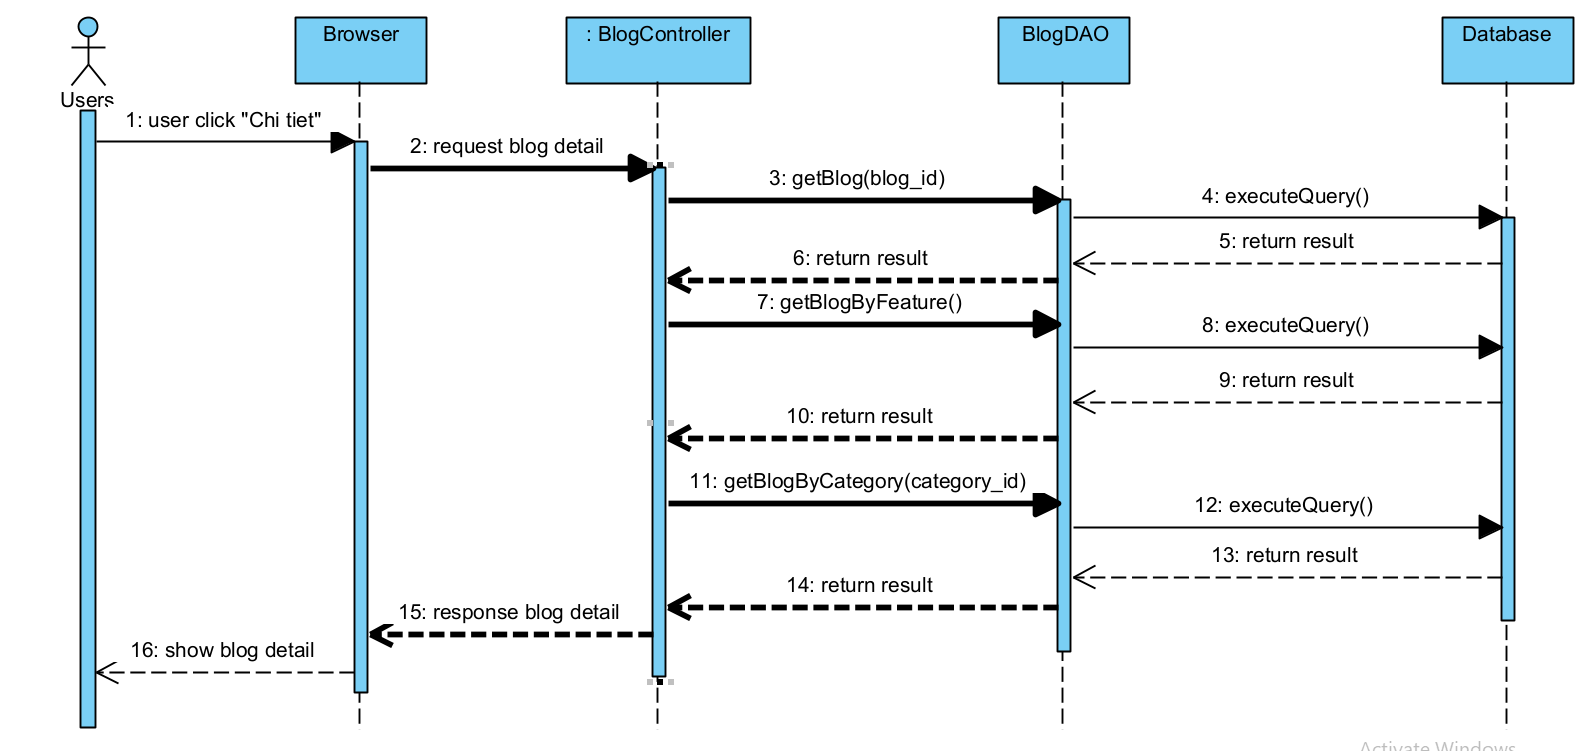 Browser
: BlogController
BlogDAO
Database
Users
1: user click "Chi tiet"
2: request blog detail
3: getBlog(blog_id)
4: executeQuery()
5: return result
6: return result
7: getBlogByFeature()
8: executeQuery()
9: return result
10: return result
11: getBlogByCategory(category_id)
12: executeQuery()
13: return result
14: return result
15: response blog detail
16: show blog detail
Activate Windows